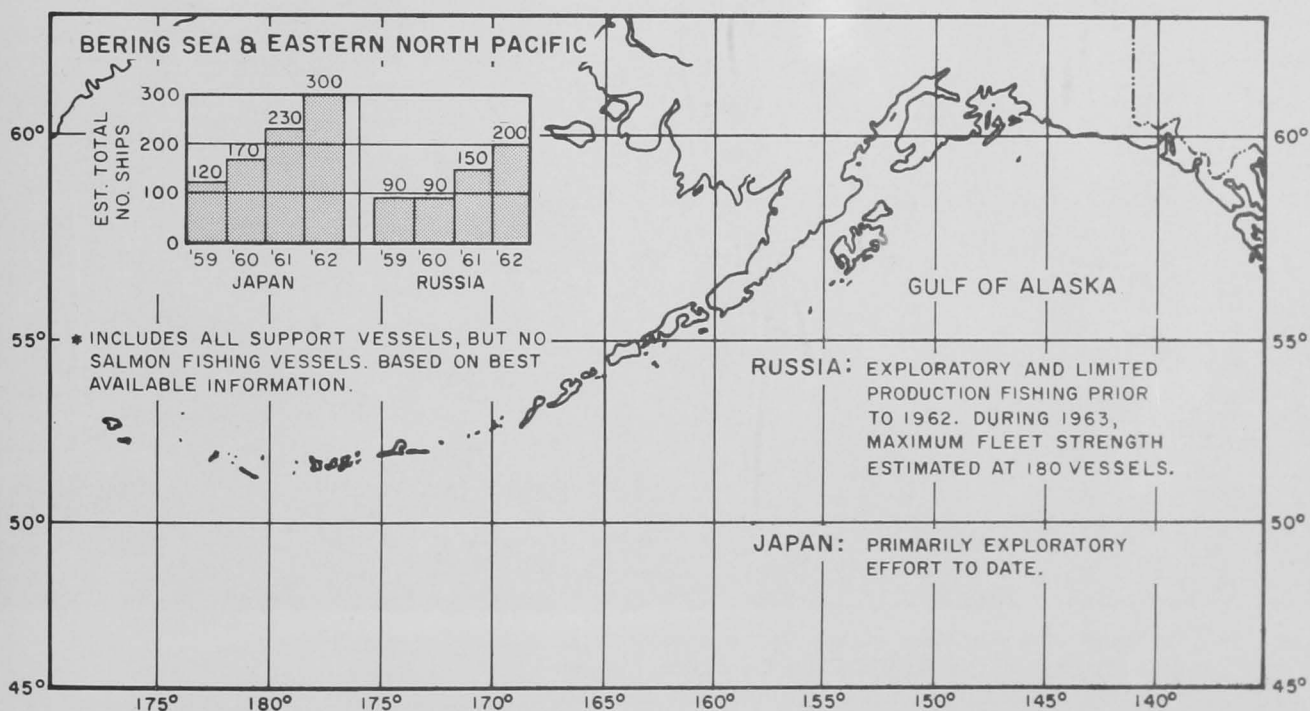 BERING SEA & EASTERN NORTH PACIFIC
EST. TOTAL
NO. SHIPS
300
200
100
0
120
170
230
300
90
90
150
200
'59 '60 '61 '62 '59 '60 '61 '62
JAPAN RUSSIA
* INCLUDES ALL SUPPORT VESSELS, BUT NO
SALMON FISHING VESSELS. BASED ON BEST
AVAILABLE INFORMATION.
GULF OF ALASKA
RUSSIA: EXPLORATORY AND LIMITED
PRODUCTION FISHING PRIOR
TO 1962. DURING 1963,
MAXIMUM FLEET STRENGTH
ESTIMATED AT 180 VESSELS.
JAPAN: PRIMARILY EXPLORATORY
EFFORT TO DATE.
60° 60°
55° 55°
50° 50°
45° 45°
175° 180° 175° 170° 165° 160° 155° 150° 145° 140°